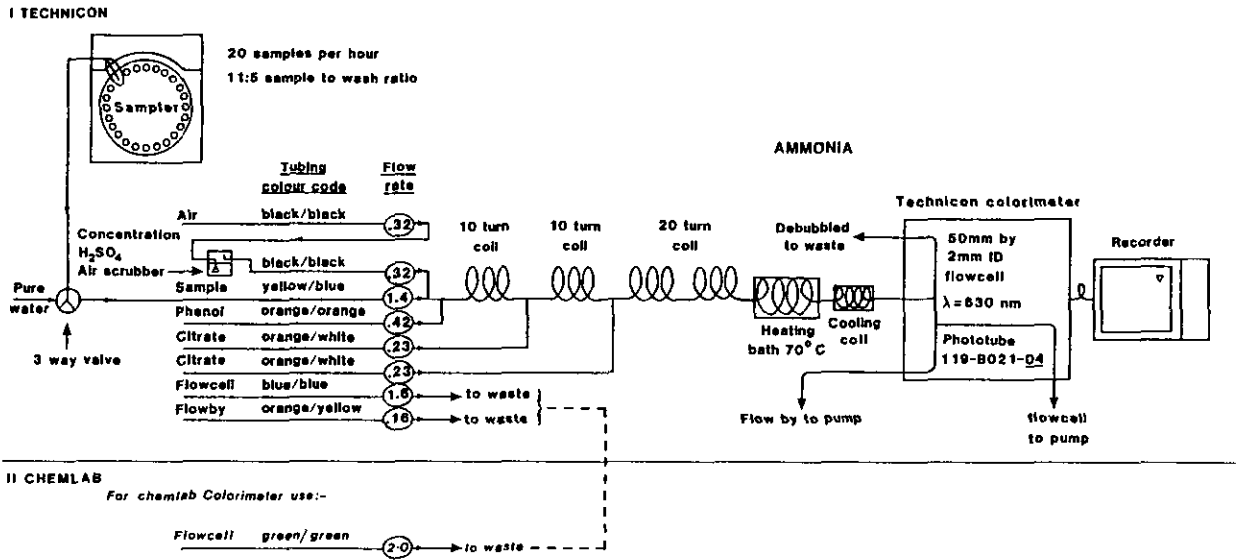 I TECHNICON
20 samples per hour
11:5 sample to wash ratio
Sampler
AMMONIA
Tubing colour code
Flow rate
Air black/black .32
Concentration
H₂SO₄
Air scrubber
black/black .32
Sample yellow/blue 1.4
Phenol orange/orange .42
Citrate orange/white .23
Citrate orange/white .23
Flowcell blue/blue 1.6 to waste
Flowby orange/yellow .16 to waste
Pure water
3 way valve
10 turn coil
10 turn coil
20 turn coil
Heating bath 70°C
Cooling coil
Debubbled to waste
Technicon colorimeter
50mm by
2mm ID
flowcell
λ=630 nm
Phototube
119-B021-04
Recorder
Flow by to pump
flowcell to pump
II CHEMLAB
For chemlab Colorimeter use:-
Flowcell green/green 2.0 to waste